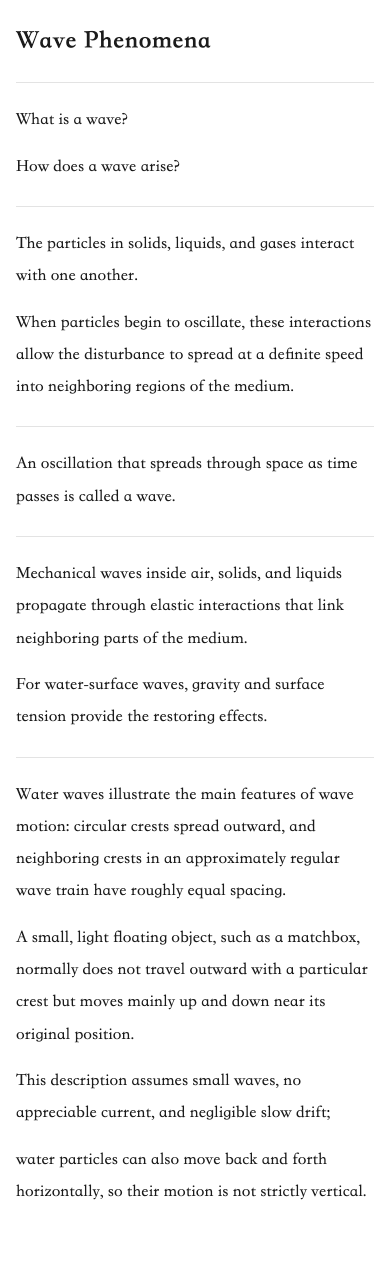 Wave Phenomena
What is a wave?
How does a wave arise?
The particles in solids, liquids, and gases interact
with one another.
When particles begin to oscillate, these interactions
allow the disturbance to spread at a definite speed
into neighboring regions of the medium.
An oscillation that spreads through space as time
passes is called a wave.
Mechanical waves inside air, solids, and liquids
propagate through elastic interactions that link
neighboring parts of the medium.
For water-surface waves, gravity and surface
tension provide the restoring effects.
Water waves illustrate the main features of wave
motion: circular crests spread outward, and
neighboring crests in an approximately regular
wave train have roughly equal spacing.
A small, light floating object, such as a matchbox,
normally does not travel outward with a particular
crest but moves mainly up and down near its
original position.
This description assumes small waves, no
appreciable current, and negligible slow drift;
water particles can also move back and forth
horizontally, so their motion is not strictly vertical.